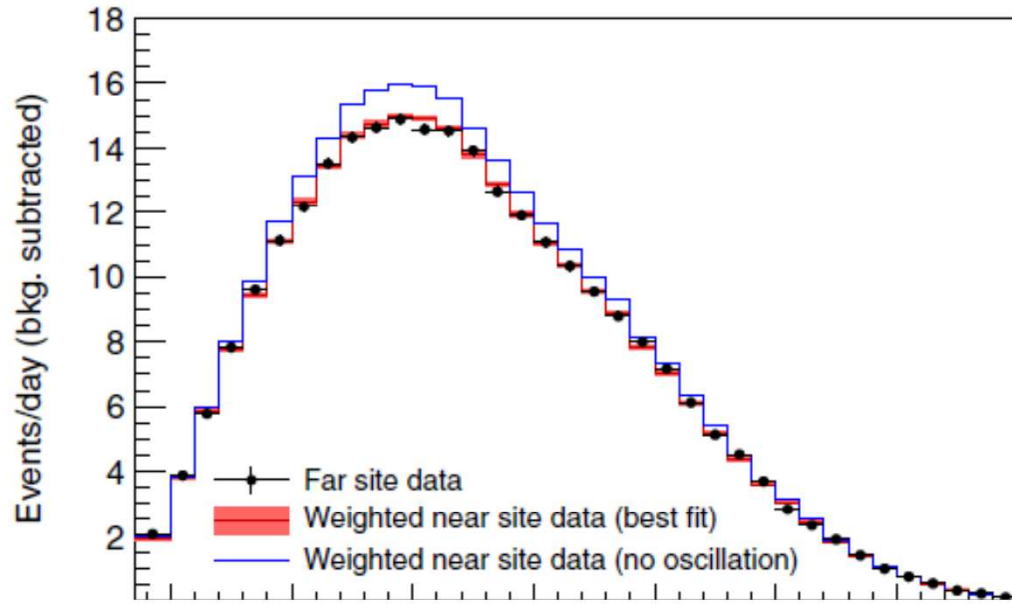 18
16
14
12
10
8
6
4
2
Events/day (bkg. subtracted)
Far site data
Weighted near site data (best fit)
Weighted near site data (no oscillation)